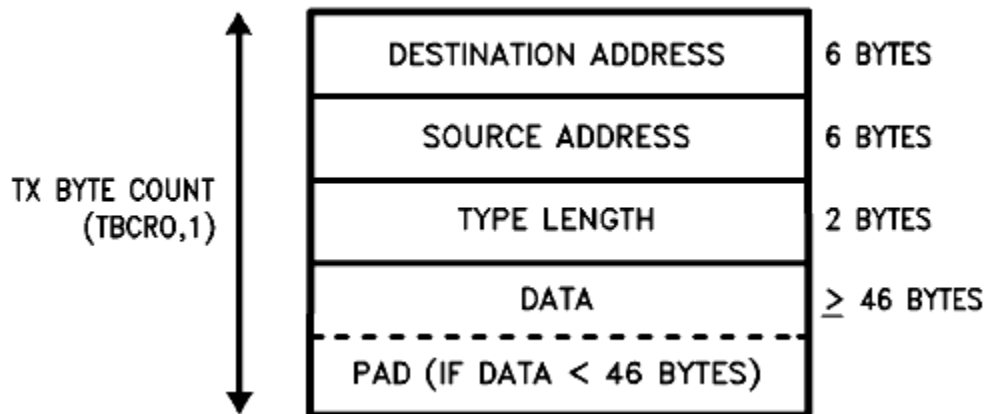 DESTINATION ADDRESS
6 BYTES
SOURCE ADDRESS
6 BYTES
TX BYTE COUNT
(TBCR0,1)
TYPE LENGTH
2 BYTES
DATA
≥ 46 BYTES
PAD (IF DATA < 46 BYTES)